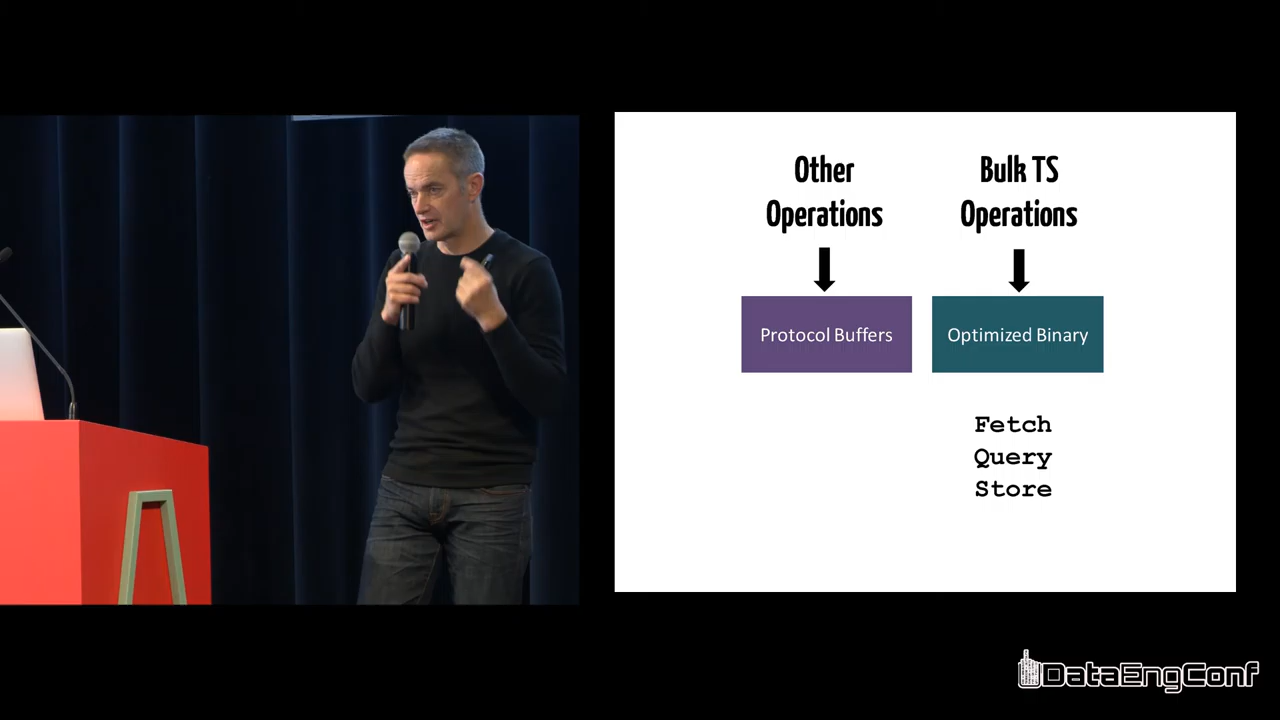 Other
Operations
Bulk TS
Operations
Protocol Buffers
Optimized Binary
Fetch
Query
Store
DataEngConf